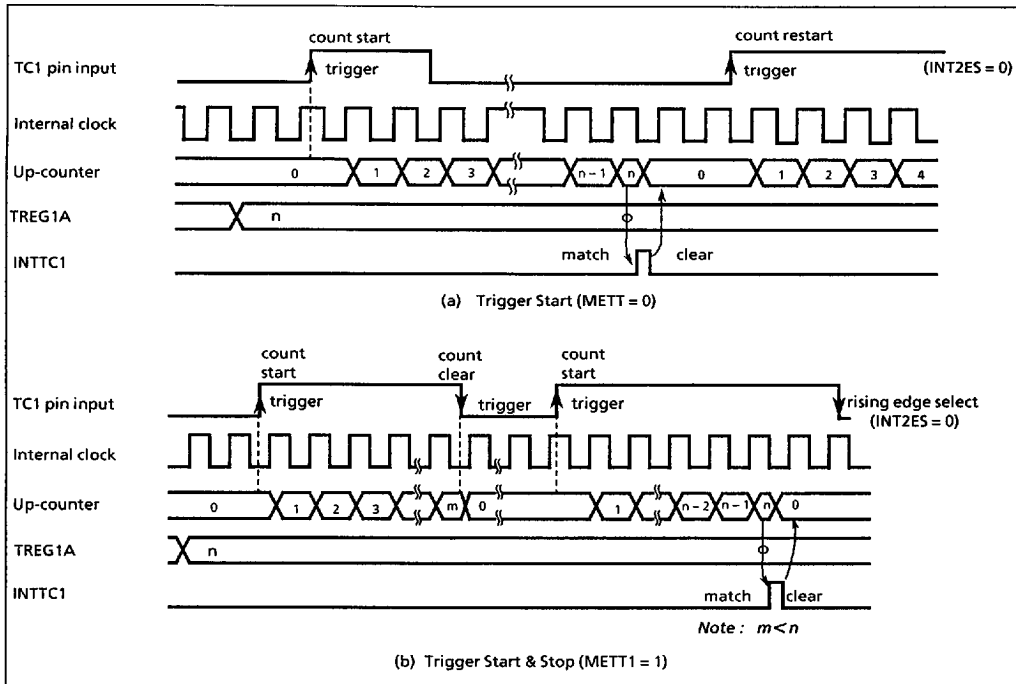 count start
count restart
TC1 pin input
trigger
trigger
(INT2ES = 0)
Internal clock
Up-counter
0 1 2 3 n – 1 n 0 1 2 3 4
TREG1A
n
INTTC1
match
clear
(a) Trigger Start (METT = 0)
count start
count clear
count start
TC1 pin input
trigger
trigger
trigger
rising edge select
(INT2ES = 0)
Internal clock
Up-counter
0 1 2 3 m 0 1 n – 2 n – 1 n 0
TREG1A
n
INTTC1
match
clear
Note : m < n
(b) Trigger Start & Stop (METT1 = 1)